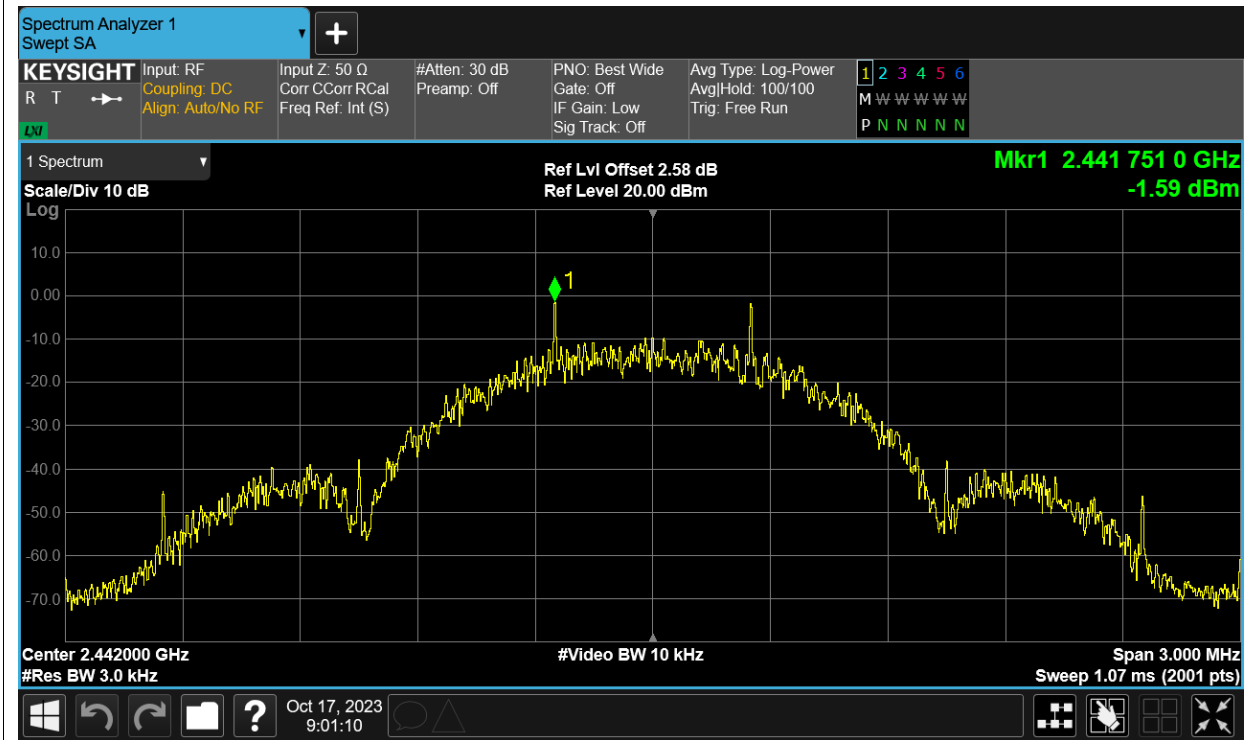 Spectrum Analyzer 1
Swept SA
KEYSIGHT
R T
LXI
Input: RF
Coupling: DC
Align: Auto/No RF
Input Z: 50 Ω
Corr CCorr RCal
Freq Ref: Int (S)
#Atten: 30 dB
Preamp: Off
PNO: Best Wide
Gate: Off
IF Gain: Low
Sig Track: Off
Avg Type: Log-Power
Avg|Hold: 100/100
Trig: Free Run
1 2 3 4 5 6
M W W W W W W
P N N N N N N
1 Spectrum
Scale/Div 10 dB
Ref Lvl Offset 2.58 dB
Ref Level 20.00 dBm
Mkr1 2.441 751 0 GHz
-1.59 dBm
Log
10.0
0.00
-10.0
-20.0
-30.0
-40.0
-50.0
-60.0
-70.0
1
Center 2.442000 GHz
#Res BW 3.0 kHz
#Video BW 10 kHz
Span 3.000 MHz
Sweep 1.07 ms (2001 pts)
?
Oct 17, 2023
9:01:10